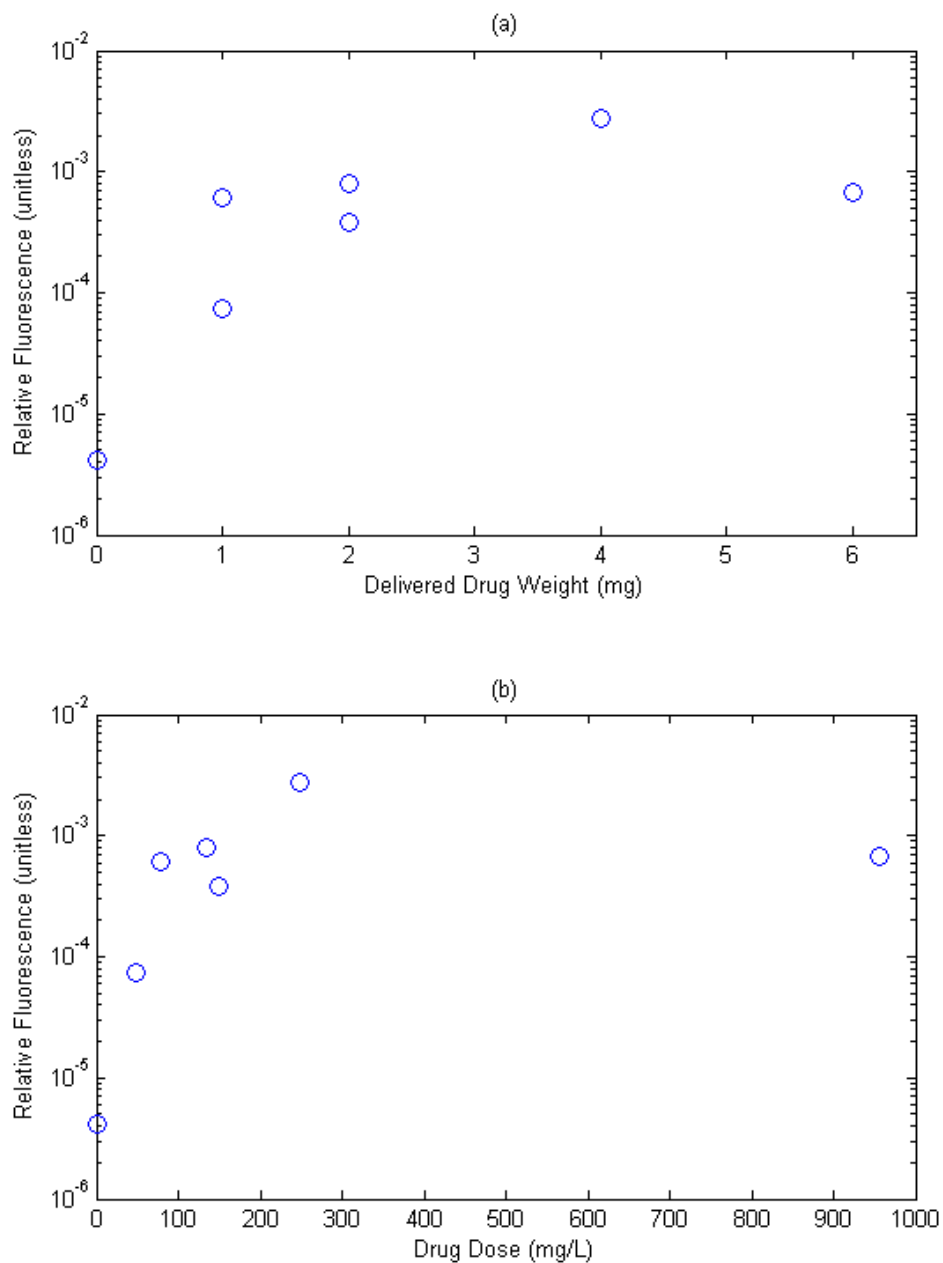 (a)
10^-2
10^-3
10^-4
10^-5
10^-6
Relative Fluorescence (unitless)
0 1 2 3 4 5 6
Delivered Drug Weight (mg)
(b)
10^-2
10^-3
10^-4
10^-5
10^-6
Relative Fluorescence (unitless)
0 100 200 300 400 500 600 700 800 900 1000
Drug Dose (mg/L)